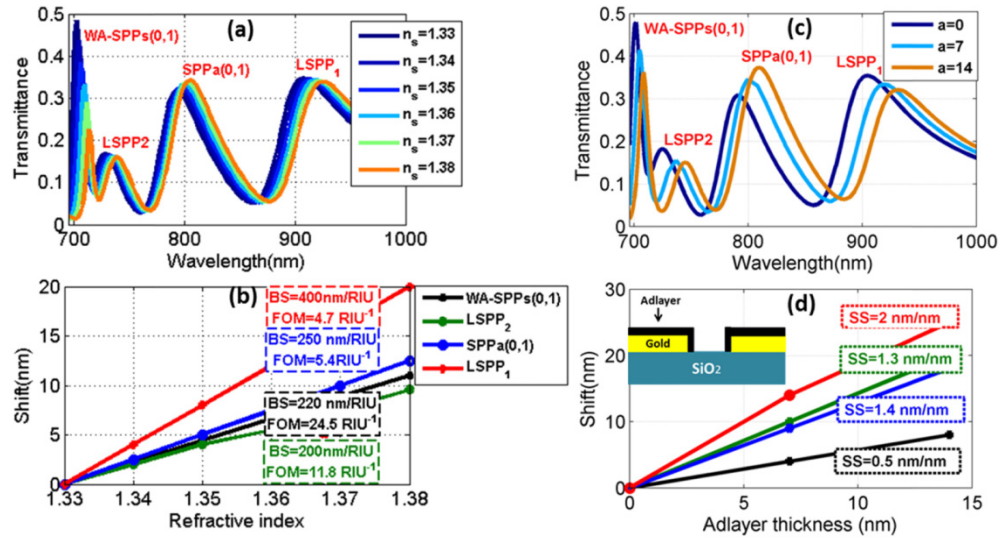 (a)
WA-SPPs(0,1)
LSPP2
SPPa(0,1)
LSPP₁
Transmittance
0.5
0.4
0.3
0.2
0.1
0
700 800 900 1000
Wavelength(nm)
nₛ=1.33
nₛ=1.34
nₛ=1.35
nₛ=1.36
nₛ=1.37
nₛ=1.38
(c)
WA-SPPs(0,1)
LSPP2
SPPa(0,1)
LSPP₁
Transmittance
0.5
0.4
0.3
0.2
0.1
0
700 800 900 1000
Wavelength(nm)
a=0
a=7
a=14
(b)
Shift(nm)
20
15
10
5
0
1.33 1.34 1.35 1.36 1.37 1.38
Refractive index
BS=400nm/RIU
FOM=4.7 RIU⁻¹
BS=250 nm/RIU
FOM=5.4RIU⁻¹
BS=220 nm/RIU
FOM=24.5 RIU⁻¹
BS=200nm/RIU
FOM=11.8 RIU⁻¹
WA-SPPs(0,1)
LSPP₂
SPPa(0,1)
LSPP₁
(d)
Shift(nm)
30
20
10
0
0 5 10 15
Adlayer thickness (nm)
Adlayer
Gold
SiO₂
SS=2 nm/nm
SS=1.3 nm/nm
SS=1.4 nm/nm
SS=0.5 nm/nm